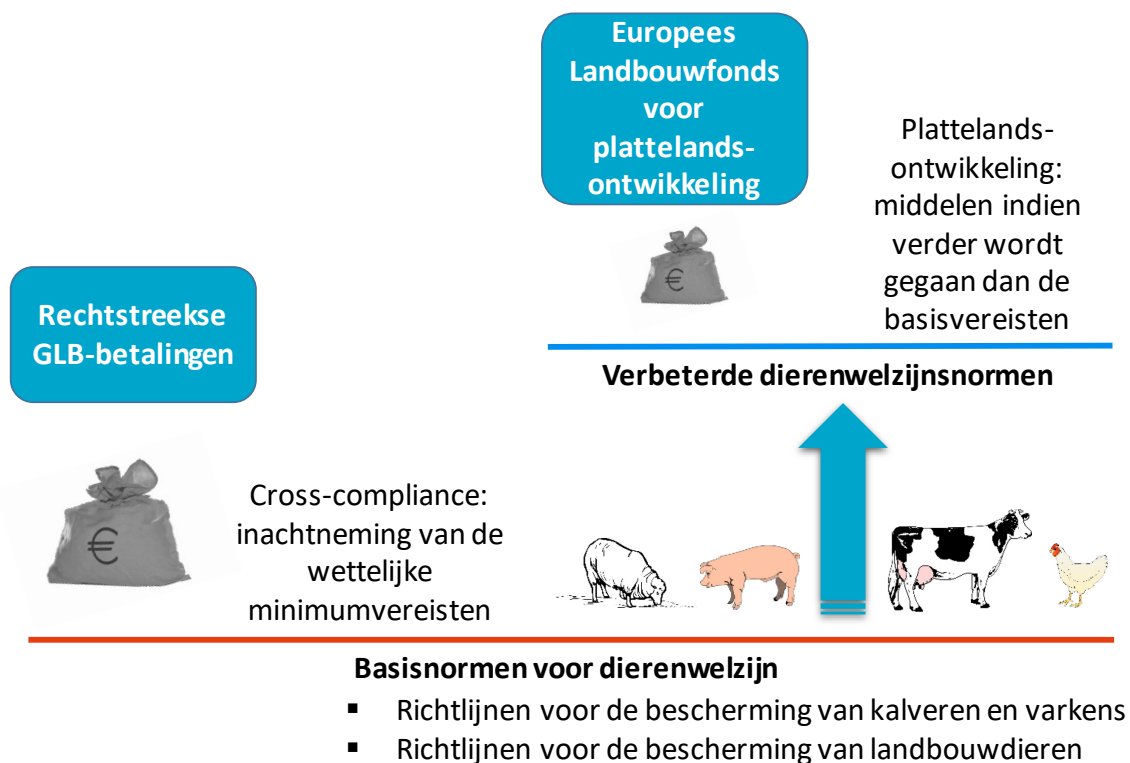 Europees
Landbouwfonds
voor
plattelands-
ontwikkeling
Plattelands-
ontwikkeling:
middelen indien
verder wordt
gegaan dan de
basisvereisten
€
Verbeterde dierenwelzijnsnormen
Rechtstreekse
GLB-betalingen
€
Cross-compliance:
inachtneming van de
wettelijke
minimumvereisten
Basisnormen voor dierenwelzijn
▪ Richtlijnen voor de bescherming van kalveren en varkens
▪ Richtlijnen voor de bescherming van landbouwdieren